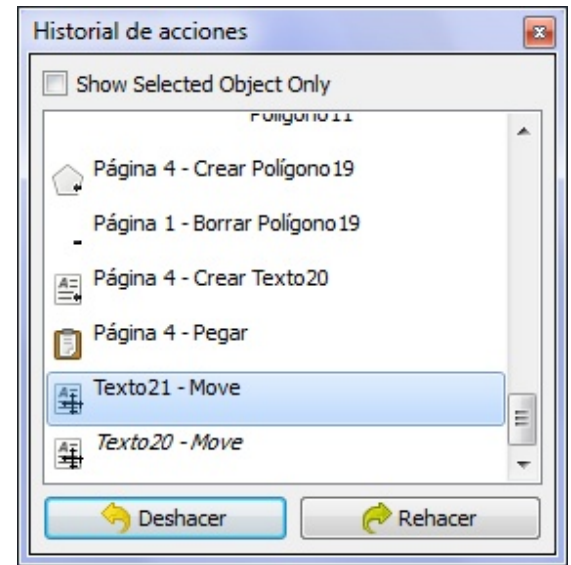 Historial de acciones
Show Selected Object Only
Polígono11
Página 4 - Crear Polígono19
Página 1 - Borrar Polígono19
Página 4 - Crear Texto20
Página 4 - Pegar
Texto21 - Move
Texto20 - Move
Deshacer
Rehacer